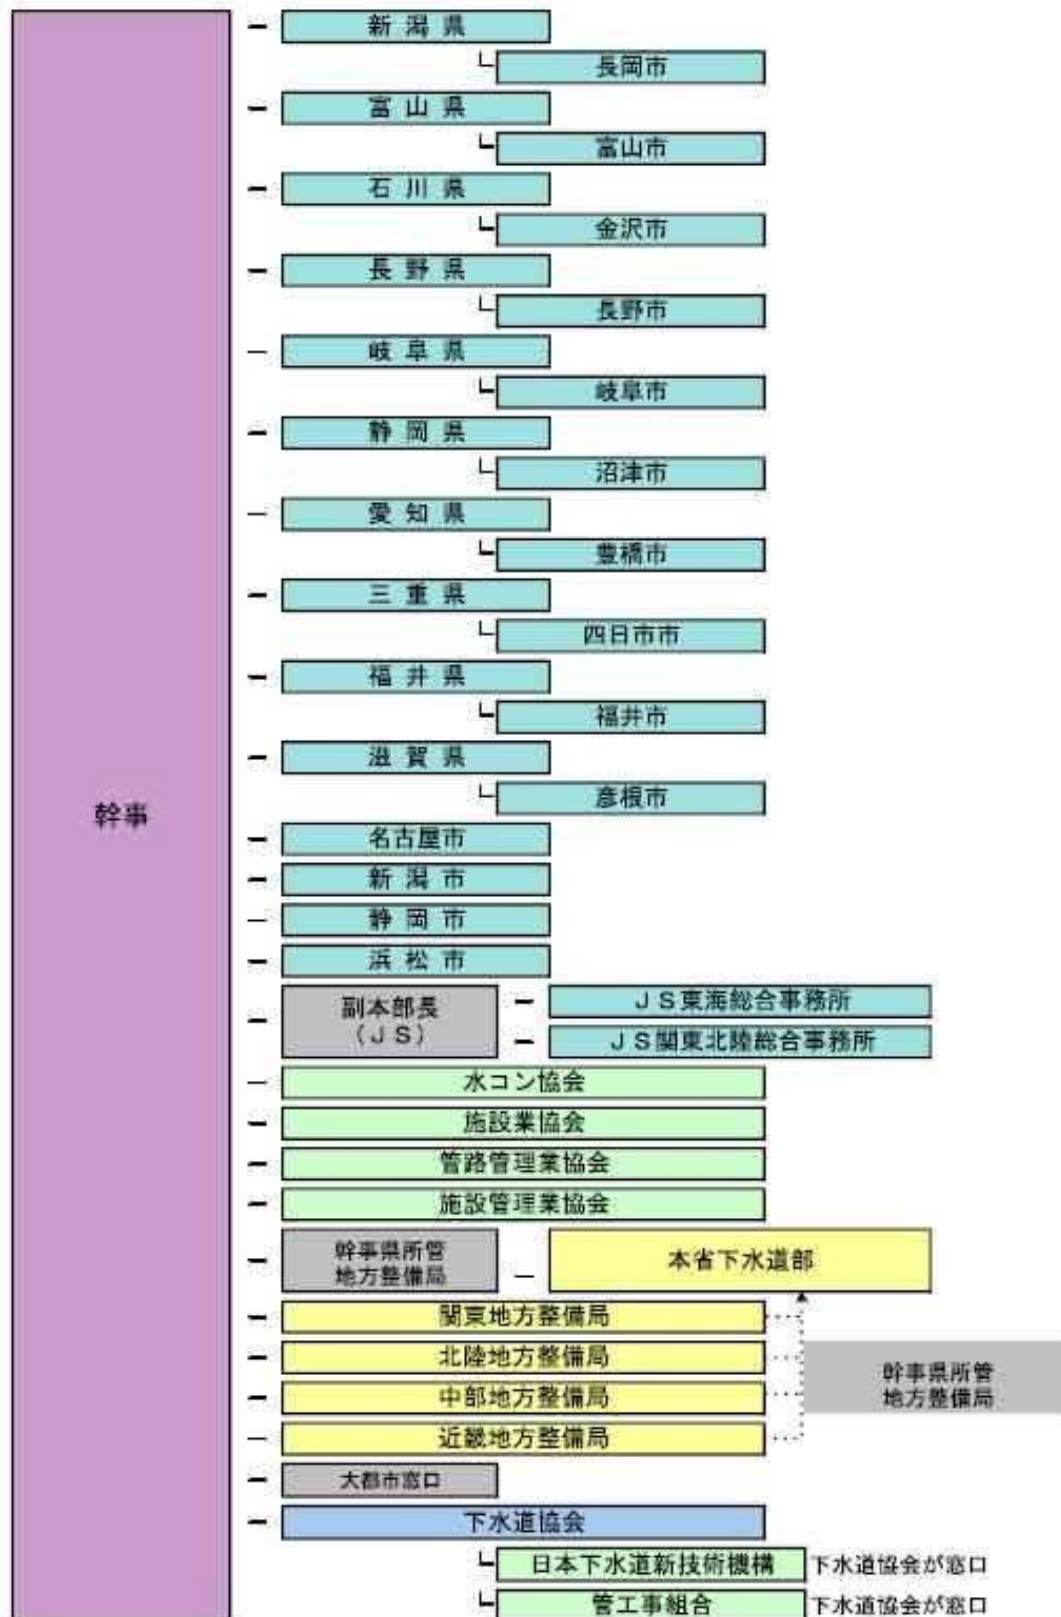 新潟県
長岡市
富山県
富山市
石川県
金沢市
長野県
長野市
岐阜県
岐阜市
静岡県
沼津市
愛知県
豊橋市
三重県
四日市市
福井県
福井市
滋賀県
彦根市
幹事
名古屋市
新潟市
静岡市
浜松市
副本部長
(JS)
JS東海総合事務所
JS関東北陸総合事務所
水コン協会
施設業協会
管路管理業協会
施設管理業協会
幹事県所管
地方整備局
本省下水道部
関東地方整備局
北陸地方整備局
中部地方整備局
近畿地方整備局
幹事県所管
地方整備局
大都市窓口
下水道協会
日本下水道新技術機構 下水道協会が窓口
管工事組合 下水道協会が窓口